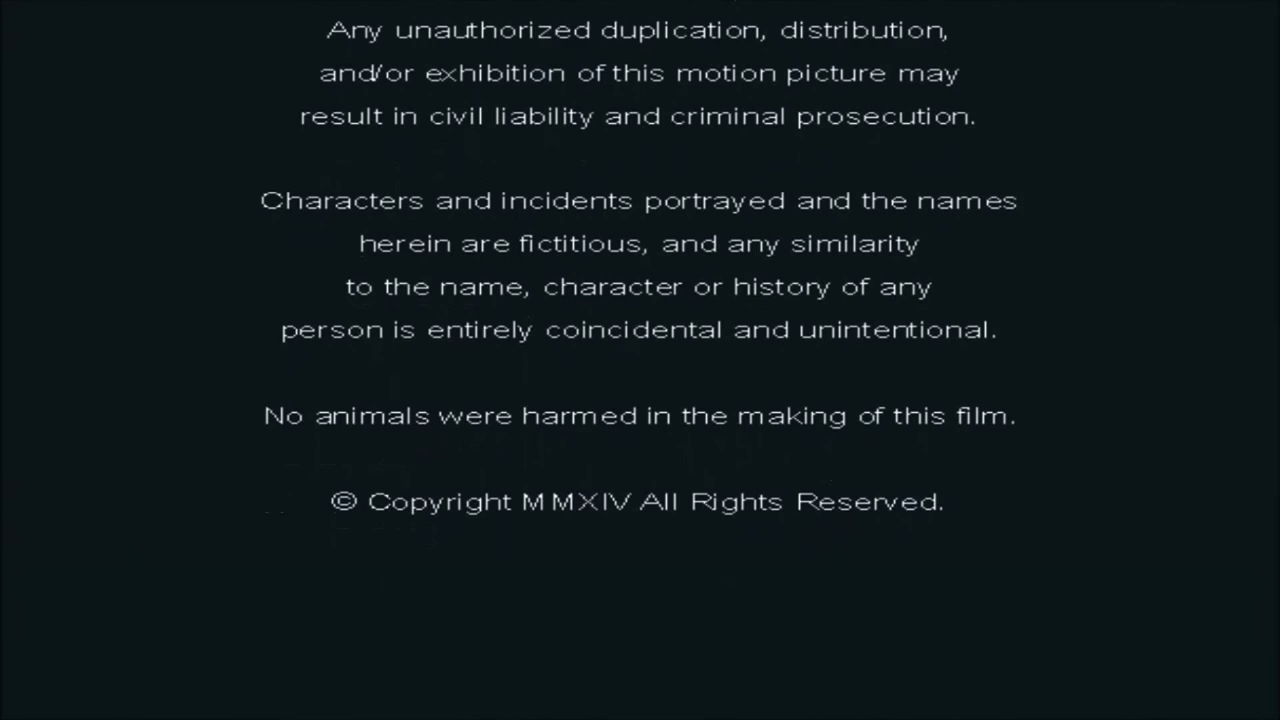 Any unauthorized duplication, distribution,
and/or exhibition of this motion picture may
result in civil liability and criminal prosecution.
Characters and incidents portrayed and the names
herein are fictitious, and any similarity
to the name, character or history of any
person is entirely coincidental and unintentional.
No animals were harmed in the making of this film.
© Copyright MMXIV All Rights Reserved.